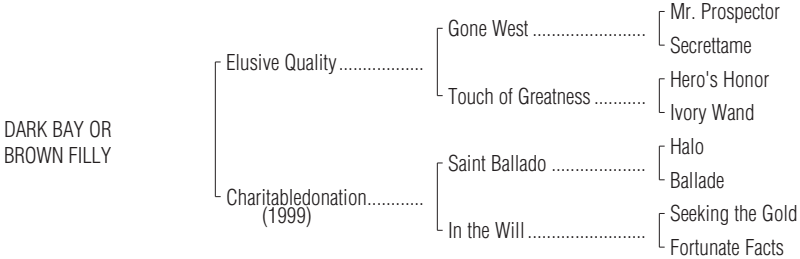 Mr. Prospector
Gone West ........................
Secrettame
Elusive Quality..................
Hero's Honor
Touch of Greatness ...........
Ivory Wand
DARK BAY OR
BROWN FILLY
Halo
Saint Ballado ....................
Ballade
Charitabledonation............
(1999)
Seeking the Gold
In the Will.........................
Fortunate Facts